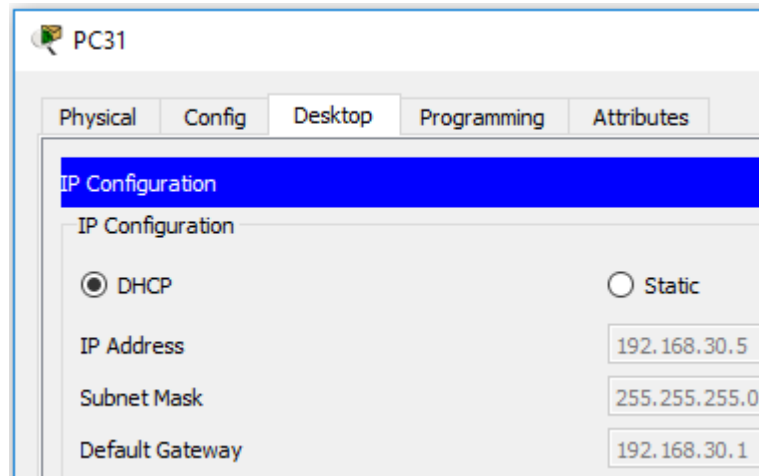 PC31
Physical Config Desktop Programming Attributes
IP Configuration
IP Configuration
DHCP Static
IP Address 192.168.30.5
Subnet Mask 255.255.255.0
Default Gateway 192.168.30.1